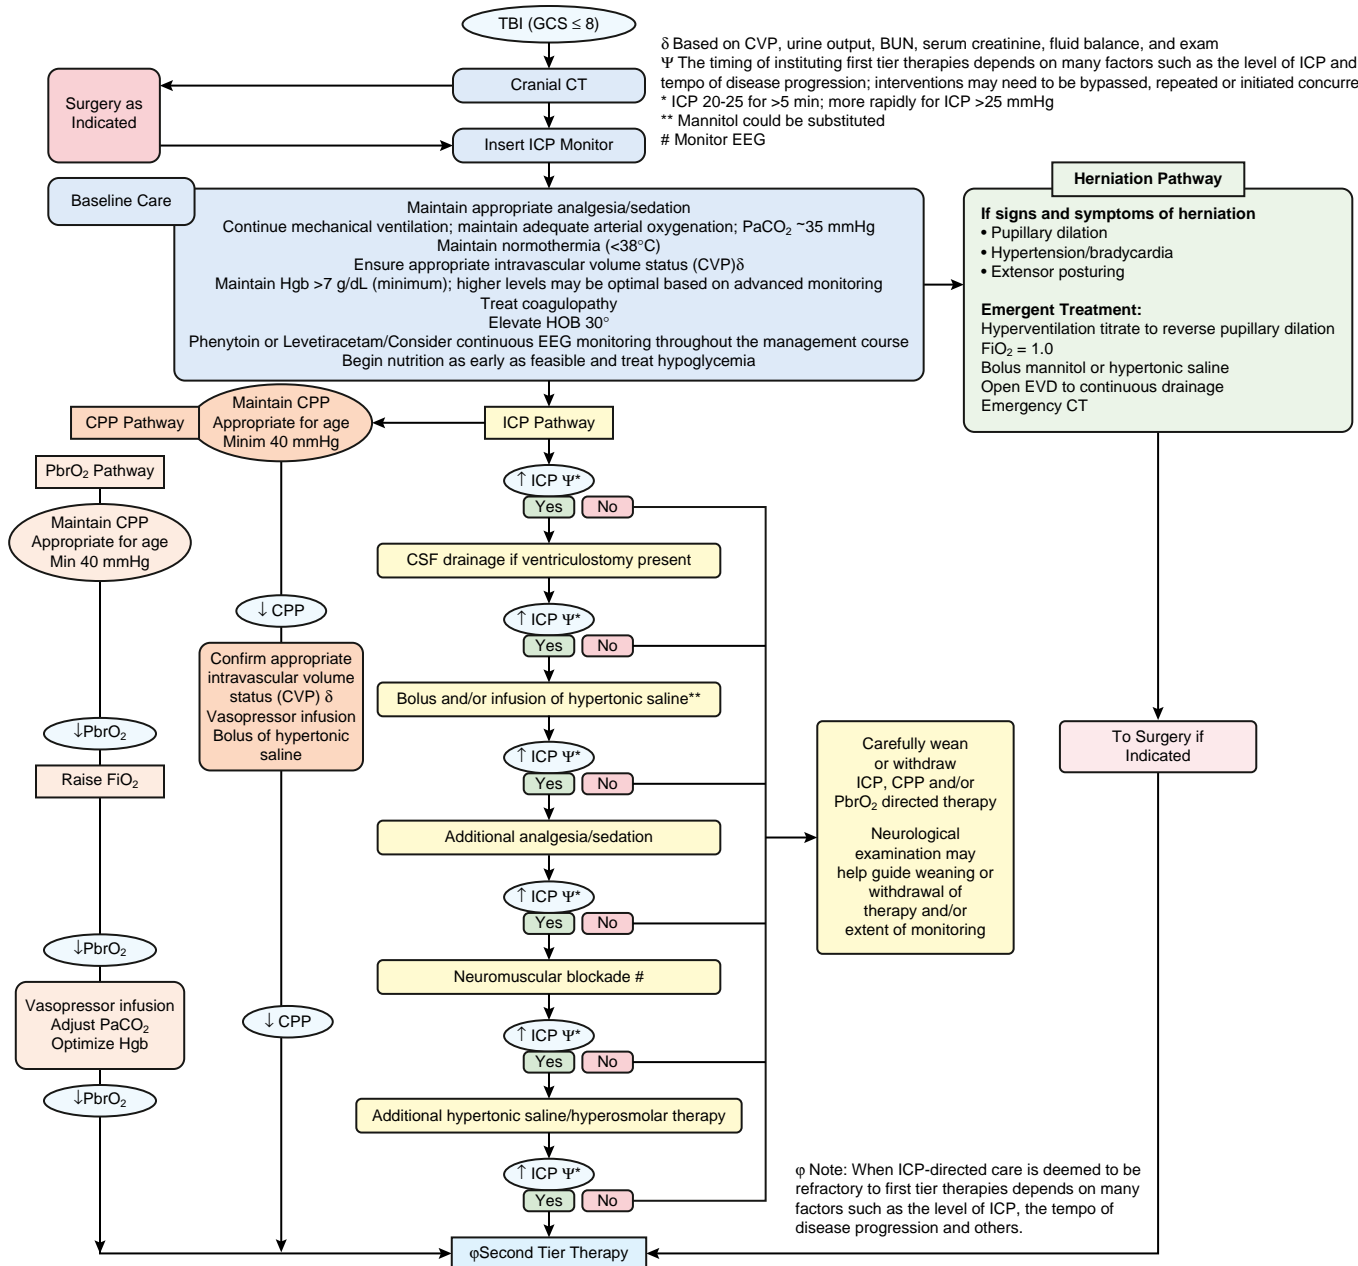 TBI (GCS ≤ 8)
δ Based on CVP, urine output, BUN, serum creatinine, fluid balance, and exam
Ψ The timing of instituting first tier therapies depends on many factors such as the level of ICP and
tempo of disease progression; interventions may need to be bypassed, repeated or initiated concurre
* ICP 20-25 for >5 min; more rapidly for ICP >25 mmHg
** Mannitol could be substituted
# Monitor EEG
Cranial CT
Surgery as
Indicated
Insert ICP Monitor
Baseline Care
Maintain appropriate analgesia/sedation
Continue mechanical ventilation; maintain adequate arterial oxygenation; PaCO₂ ~35 mmHg
Maintain normothermia (<38°C)
Ensure appropriate intravascular volume status (CVP)δ
Maintain Hgb >7 g/dL (minimum); higher levels may be optimal based on advanced monitoring
Treat coagulopathy
Elevate HOB 30°
Phenytoin or Levetiracetam/Consider continuous EEG monitoring throughout the management course
Begin nutrition as early as feasible and treat hypoglycemia
Herniation Pathway
If signs and symptoms of herniation
• Pupillary dilation
• Hypertension/bradycardia
• Extensor posturing
Emergent Treatment:
Hyperventilation titrate to reverse pupillary dilation
FiO₂ = 1.0
Bolus mannitol or hypertonic saline
Open EVD to continuous drainage
Emergency CT
CPP Pathway
Maintain CPP
Appropriate for age
Minim 40 mmHg
ICP Pathway
PbrO₂ Pathway
Maintain CPP
Appropriate for age
Min 40 mmHg
↑ ICP Ψ*
Yes
No
CSF drainage if ventriculostomy present
↓ CPP
↑ ICP Ψ*
Yes
No
Confirm appropriate
intravascular volume
status (CVP) δ
Vasopressor infusion
Bolus of hypertonic
saline
Bolus and/or infusion of hypertonic saline**
↓PbrO₂
Raise FiO₂
↑ ICP Ψ*
Yes
No
Additional analgesia/sedation
Carefully wean
or withdraw
ICP, CPP and/or
PbrO₂ directed therapy
Neurological
examination may
help guide weaning or
withdrawal of
therapy and/or
extent of monitoring
To Surgery if
Indicated
↑ ICP Ψ*
Yes
No
↓PbrO₂
Neuromuscular blockade #
Vasopressor infusion
Adjust PaCO₂
Optimize Hgb
↓ CPP
↑ ICP Ψ*
Yes
No
↓PbrO₂
Additional hypertonic saline/hyperosmolar therapy
↑ ICP Ψ*
Yes
No
φ Note: When ICP-directed care is deemed to be
refractory to first tier therapies depends on many
factors such as the level of ICP, the tempo of
disease progression and others.
φSecond Tier Therapy